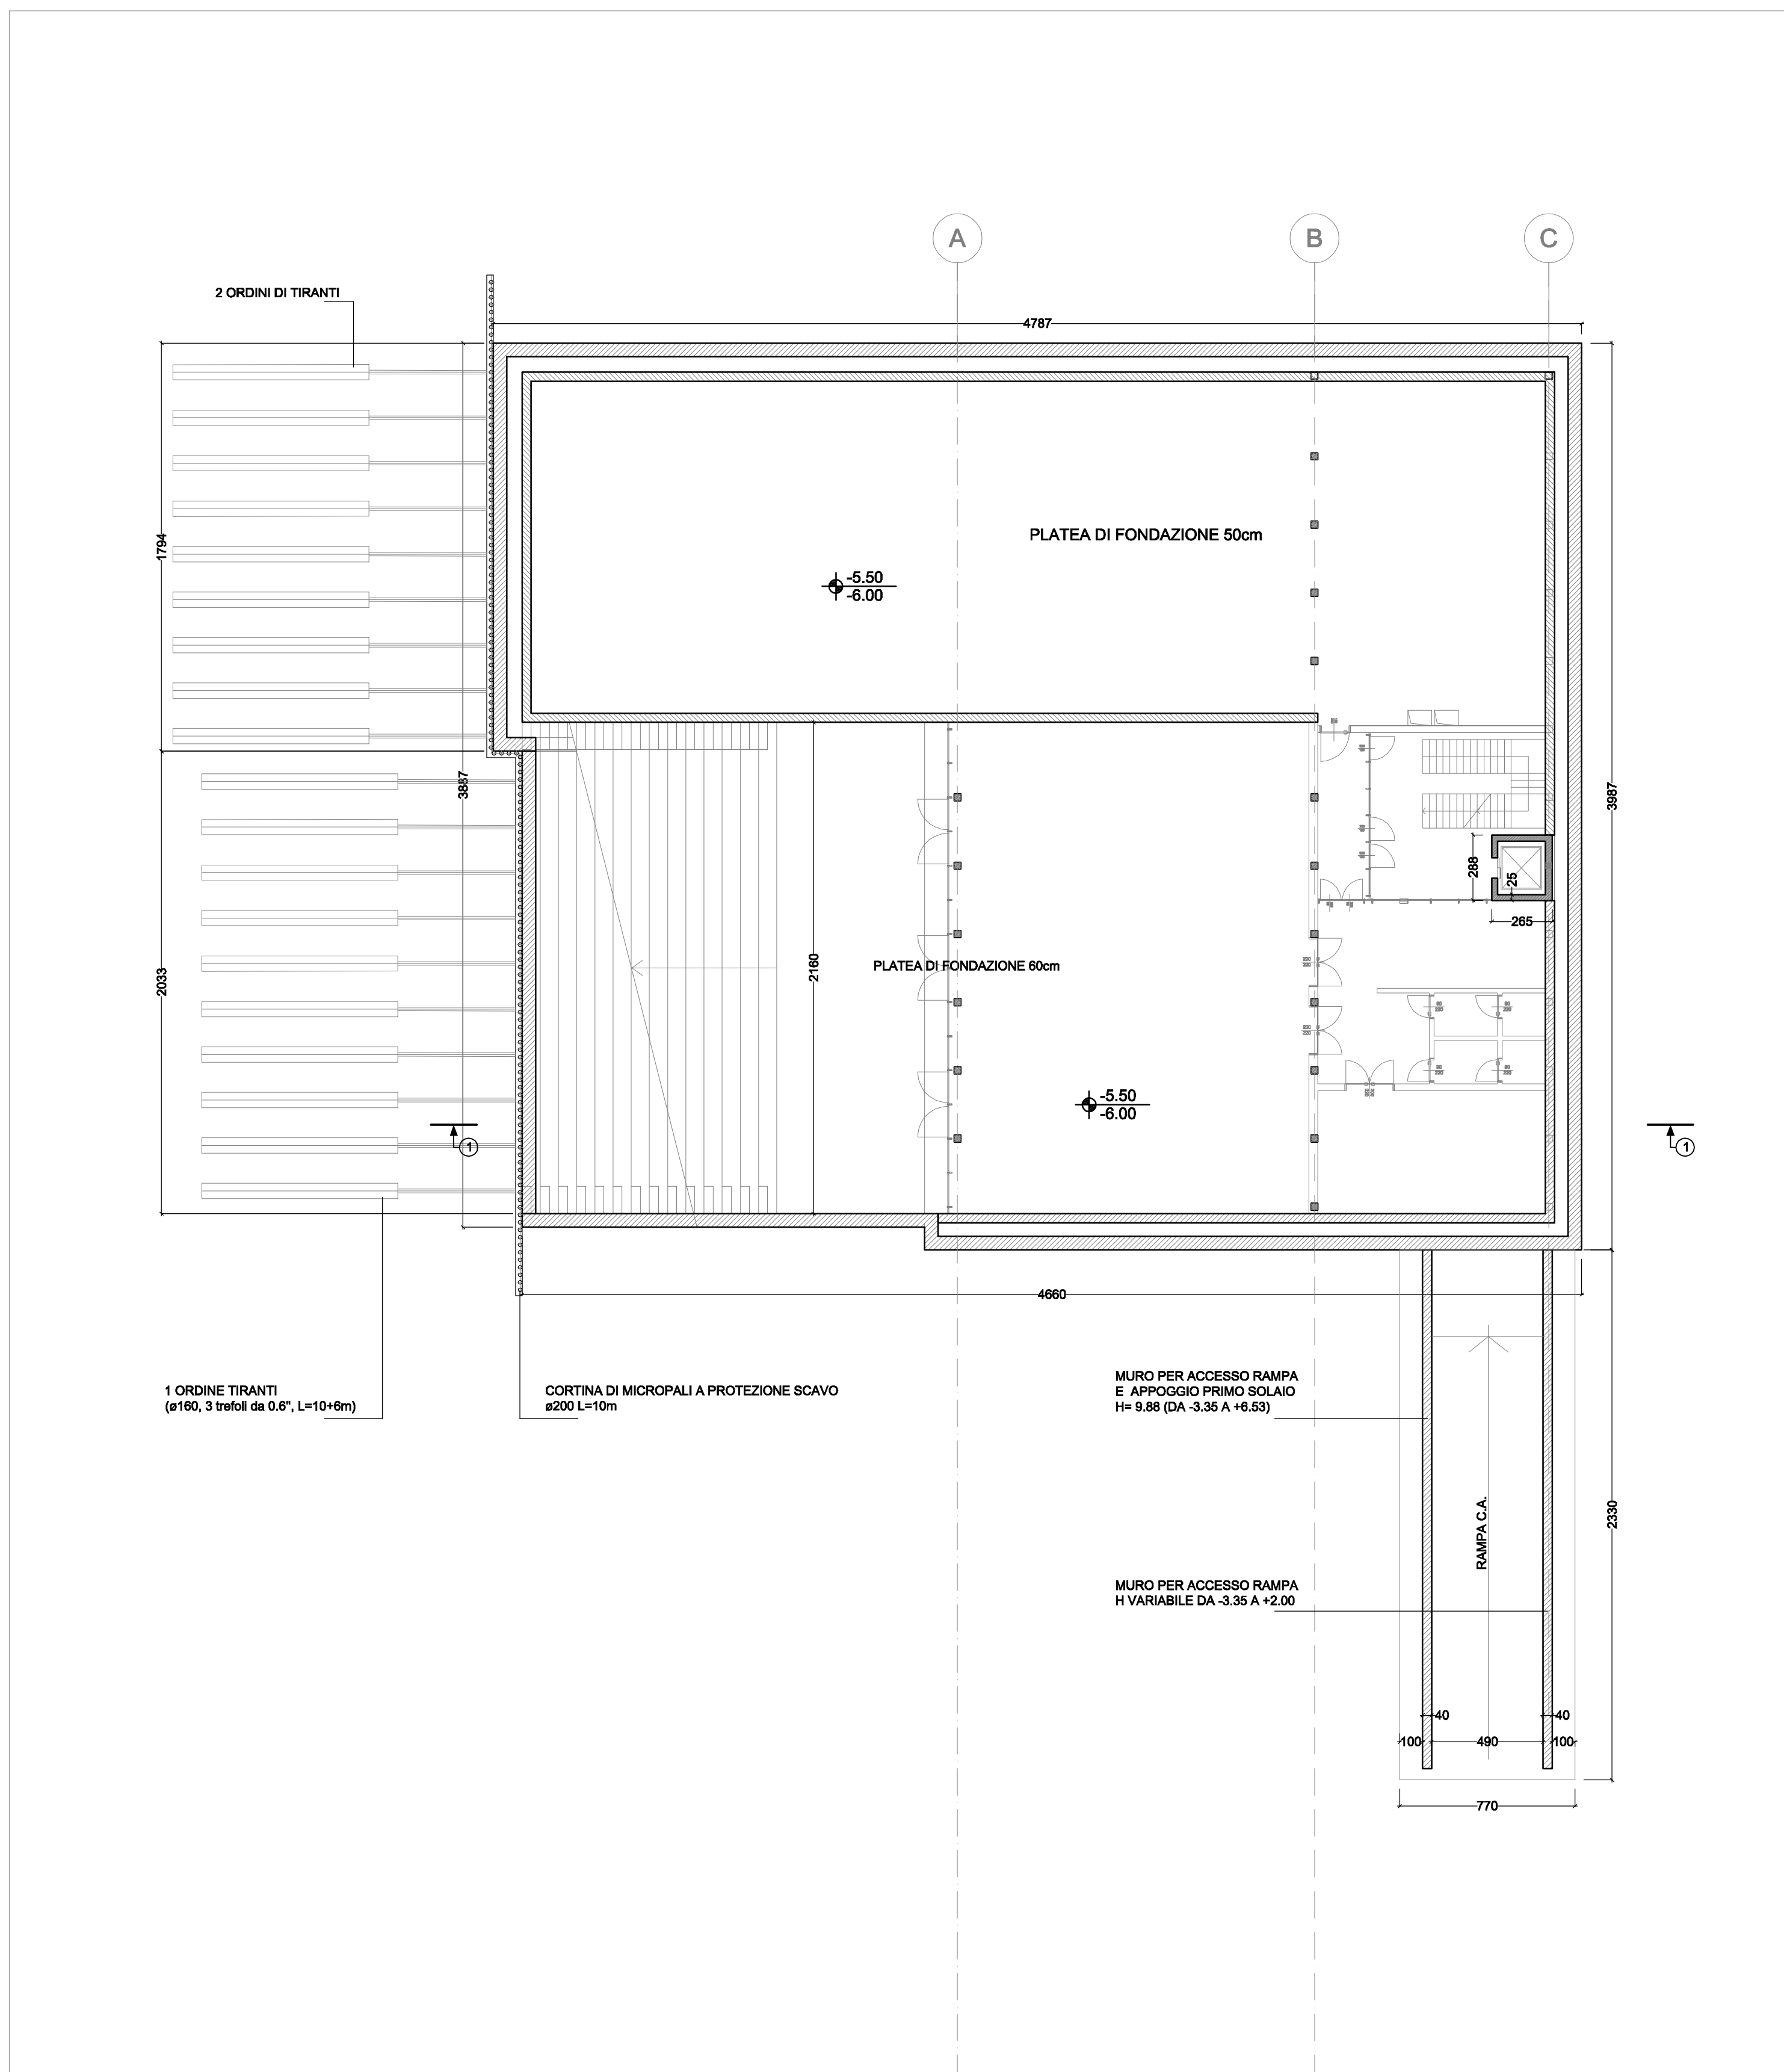 A
B
C
2 ORDINI DI TIRANTI
4787
1794
3887
3987
PLATEA DI FONDAZIONE 50cm
-5.50
-6.00
2033
2160
288
25
265
PLATEA DI FONDAZIONE 60cm
-5.50
-6.00
1
1
4660
1 ORDINE TIRANTI
(ø160, 3 trefoli da 0.6", L=10+6m)
CORTINA DI MICROPALI A PROTEZIONE SCAVO
ø200 L=10m
MURO PER ACCESSO RAMPA
E APPOGGIO PRIMO SOLAIO
H= 9.88 (DA -3.35 A +6.53)
RAMPA C.A.
2330
MURO PER ACCESSO RAMPA
H VARIABILE DA -3.35 A +2.00
40
40
100
490
100
770